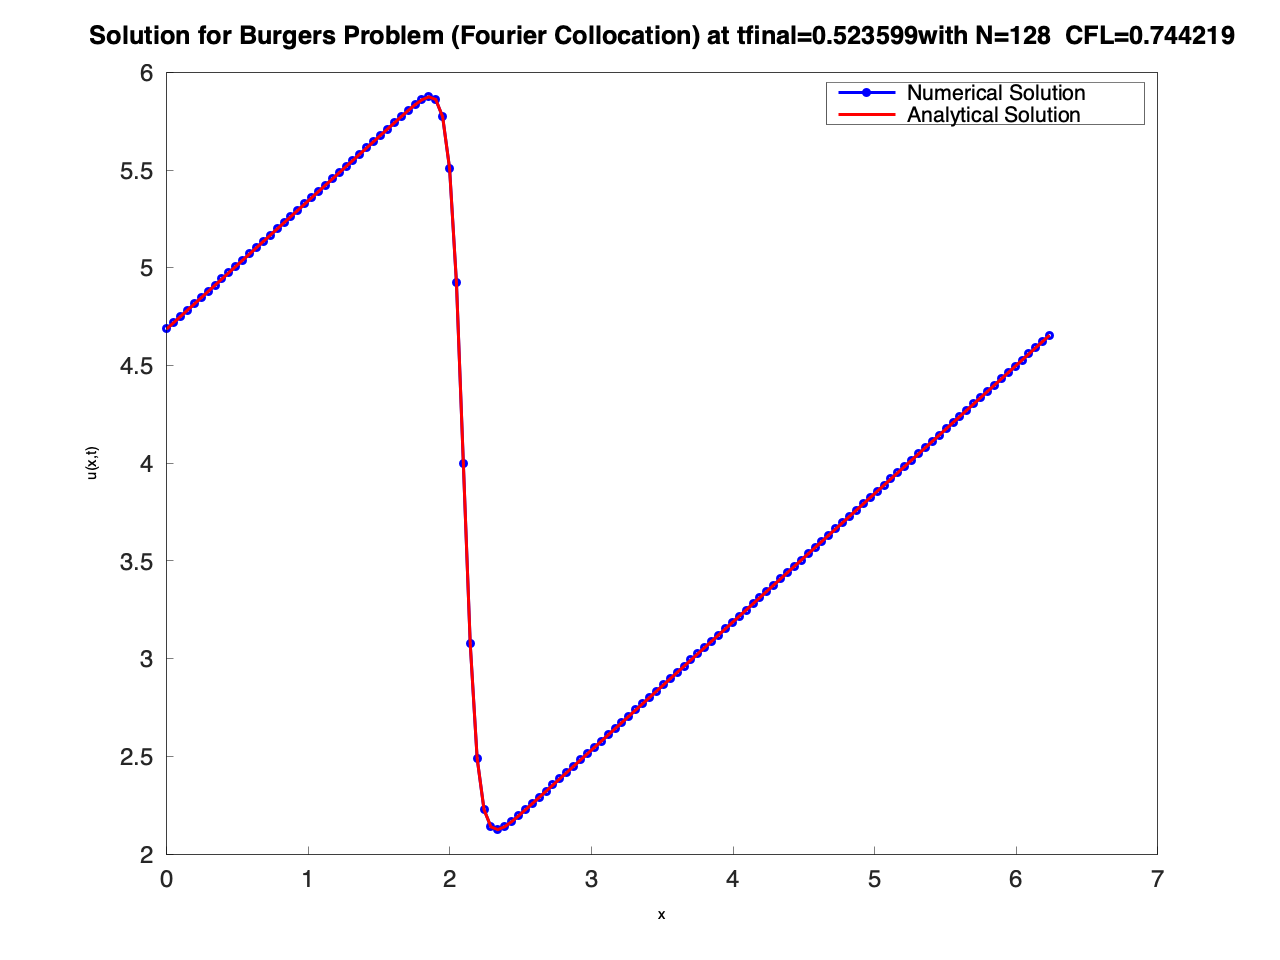 Solution for Burgers Problem (Fourier Collocation) at tfinal=0.523599with N=128  CFL=0.744219
6
Numerical Solution
Analytical Solution
5.5
5
4.5
u(x,t)
4
3.5
3
2.5
2
0 1 2 3 4 5 6 7
x